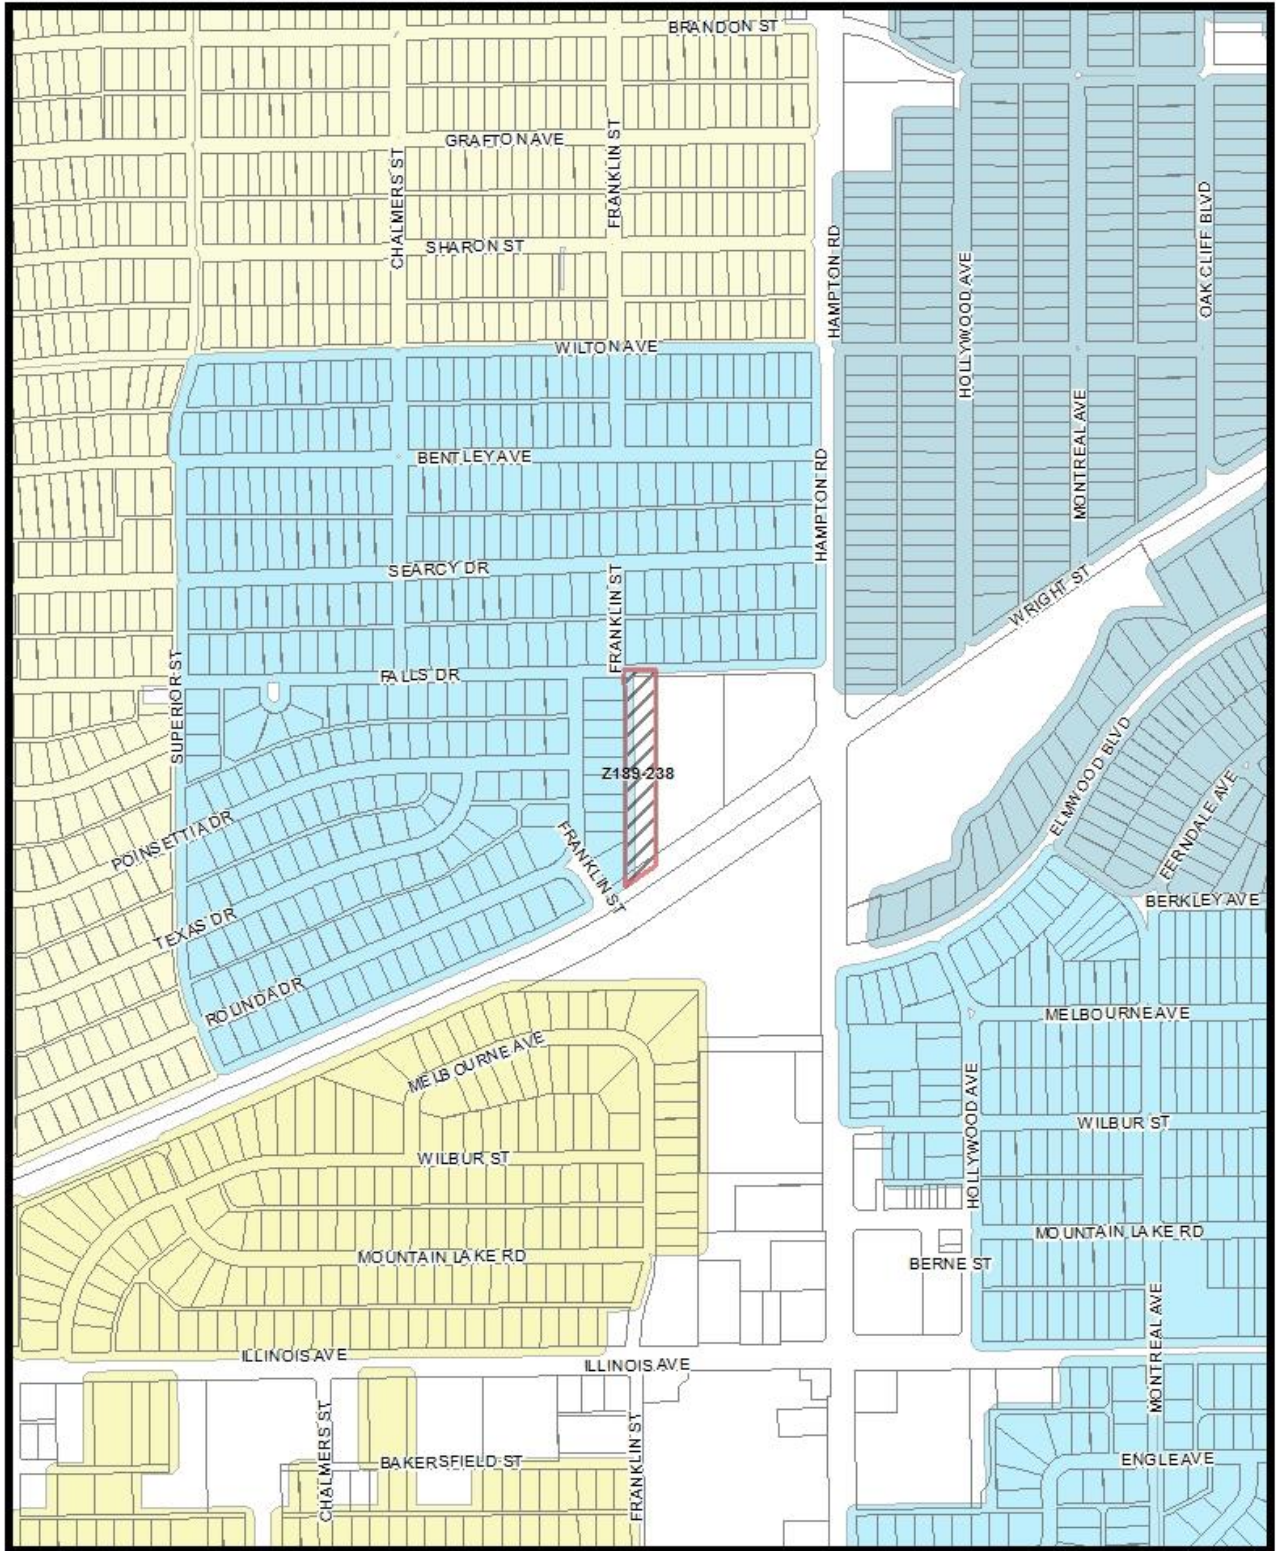 BRANDON ST
GRAFTON AVE
FRANKLIN ST
CHALMERS ST
SHARON ST
OAK CLIFF BLVD
HAMPTON RD
HOLLYWOOD AVE
WILTON AVE
MONTREAL AVE
BENTLEY AVE
HAMPTON RD
SEARCY DR
FRANKLIN ST
WRIGHT ST
FALLS DR
SUPERIOR ST
Z189-238
ELMWOOD BLVD
FERNDALE AVE
POINSETTIA DR
FRANKLIN ST
BERKLEY AVE
TEXAS DR
ROUNDA DR
MELBOURNE AVE
MELBOURNE AVE
HOLLYWOOD AVE
WILBUR ST
WILBUR ST
MOUNTAIN LAKE RD
MOUNTAIN LAKE RD
BERNE ST
MONTREAL AVE
ILLINOIS AVE
ILLINOIS AVE
CHALMERS ST
FRANKLIN ST
BAKERSFIELD ST
ENGLE AVE